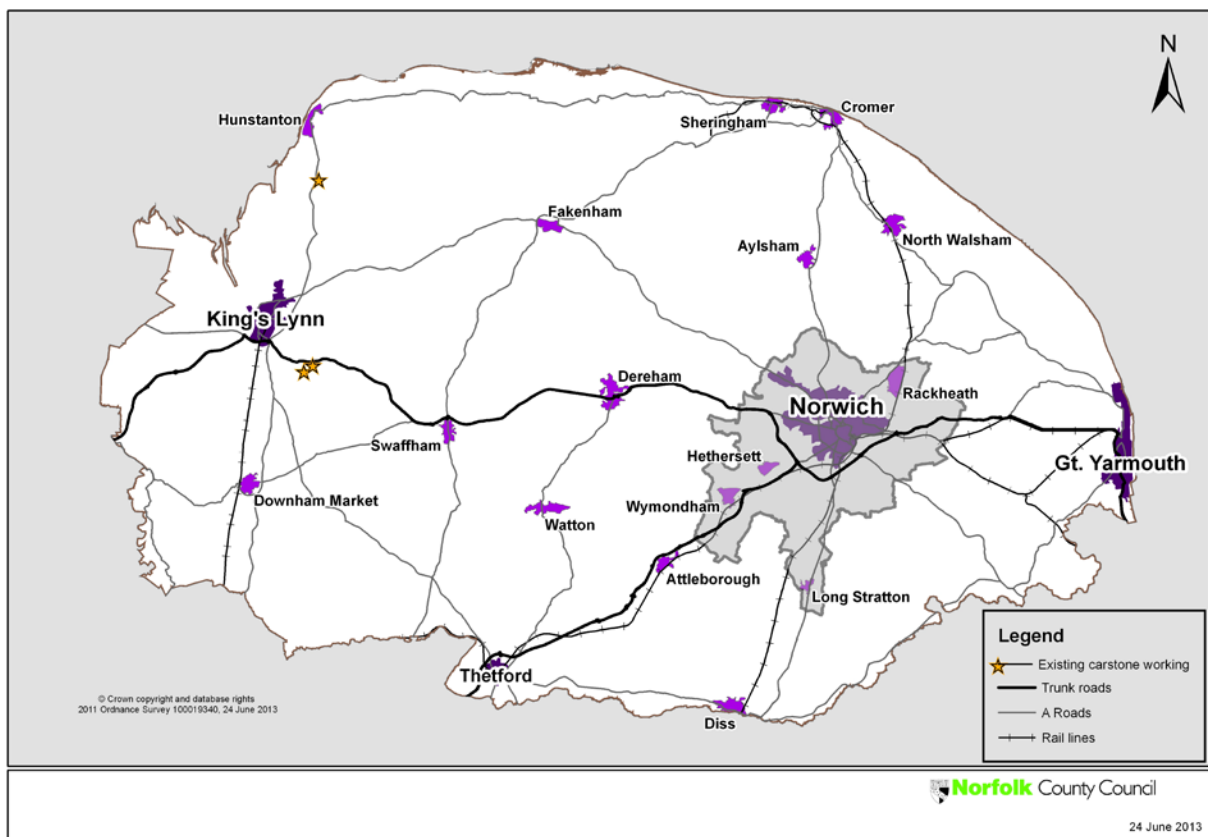 N
Hunstanton
Sheringham
Cromer
Fakenham
Aylsham
North Walsham
King's Lynn
Dereham
Norwich
Rackheath
Swaffham
Hethersett
Gt. Yarmouth
Downham Market
Wymondham
Watton
Attleborough
Long Stratton
Thetford
Diss
Legend
Existing carstone working
Trunk roads
A Roads
Rail lines
© Crown copyright and database rights
2011 Ordnance Survey 100019340, 24 June 2013
Norfolk County Council
24 June 2013